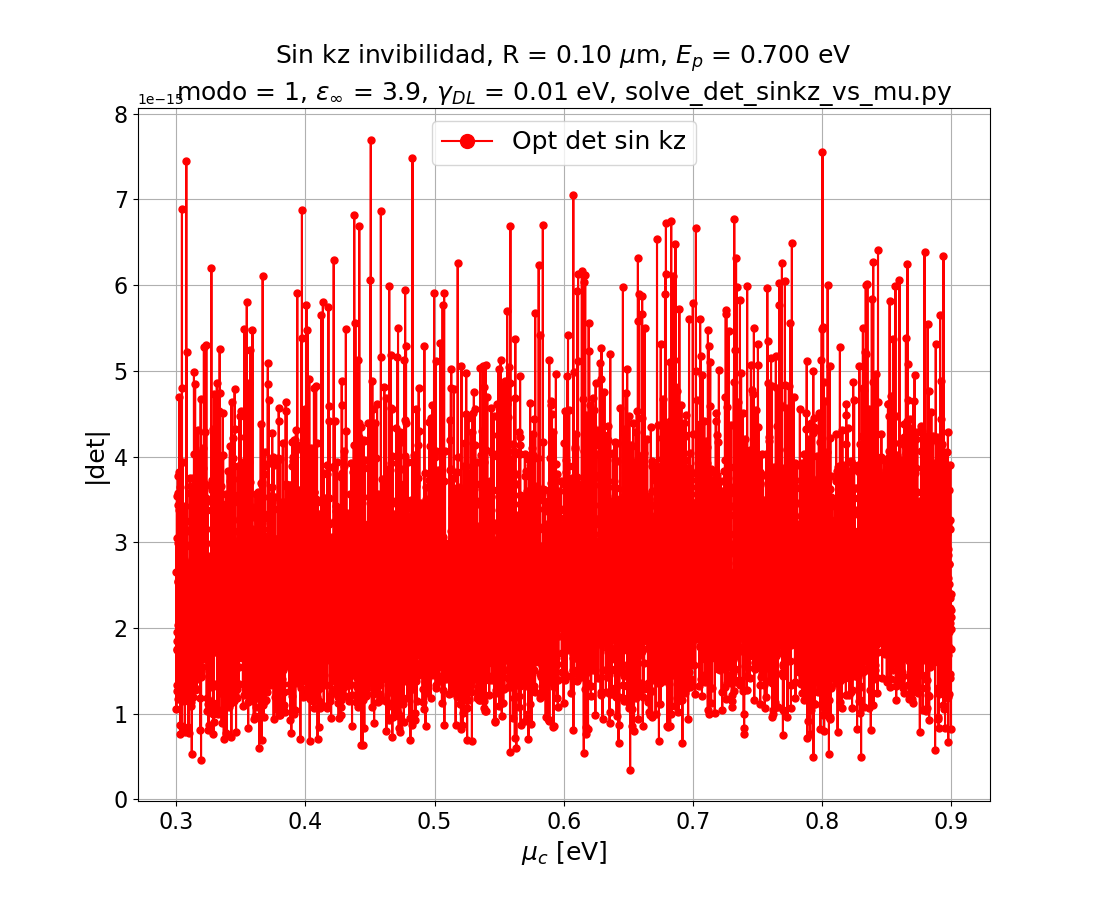 Sin kz invibilidad, R = 0.10 μm, E_p = 0.700 eV
modo = 1, ε_∞ = 3.9, γ_DL = 0.01 eV, solve_det_sinkz_vs_mu.py
1e−15
Opt det sin kz
8
7
6
5
4
3
2
1
0
|det|
0.3 0.4 0.5 0.6 0.7 0.8 0.9
μ_c [eV]